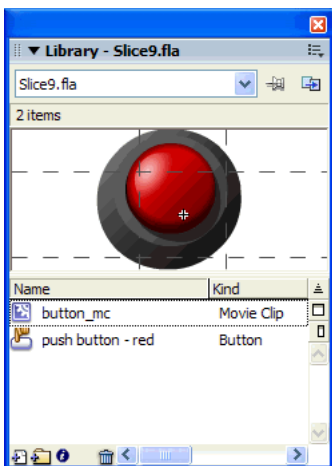 Library - Slice9.fla
Slice9.fla
2 items
Name Kind
button_mc Movie Clip
push button - red Button